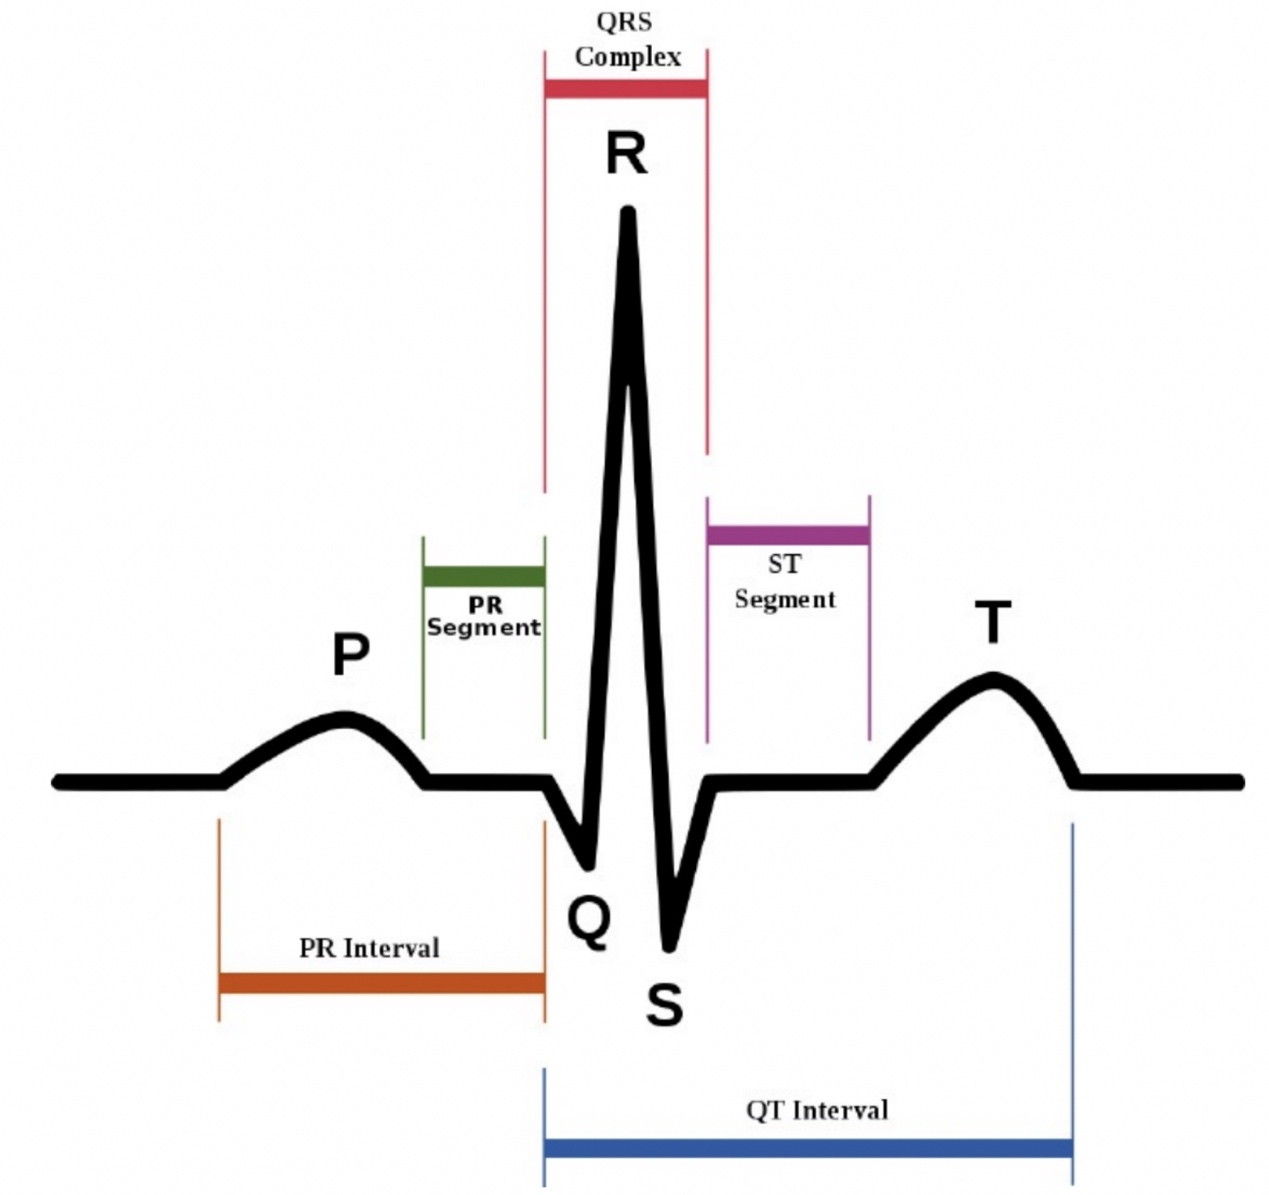 QRS
Complex
R
PR
Segment
ST
Segment
P
T
Q
PR Interval
S
QT Interval